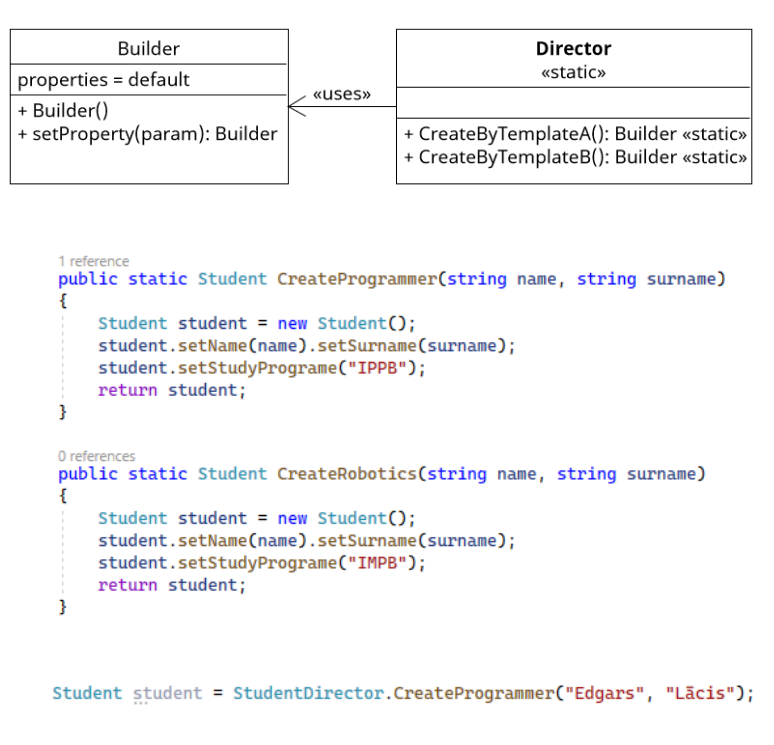 Builder
properties = default
+ Builder()
+ setProperty(param): Builder
«uses»
Director
«static»
+ CreateByTemplateA(): Builder «static»
+ CreateByTemplateB(): Builder «static»
1 reference
public static Student CreateProgrammer(string name, string surname)
{
Student student = new Student();
student.setName(name).setSurname(surname);
student.setStudyPrograme("IPPB");
return student;
}
0 references
public static Student CreateRobotics(string name, string surname)
{
Student student = new Student();
student.setName(name).setSurname(surname);
student.setStudyPrograme("IMPB");
return student;
}
Student student = StudentDirector.CreateProgrammer("Edgars", "Lācis");